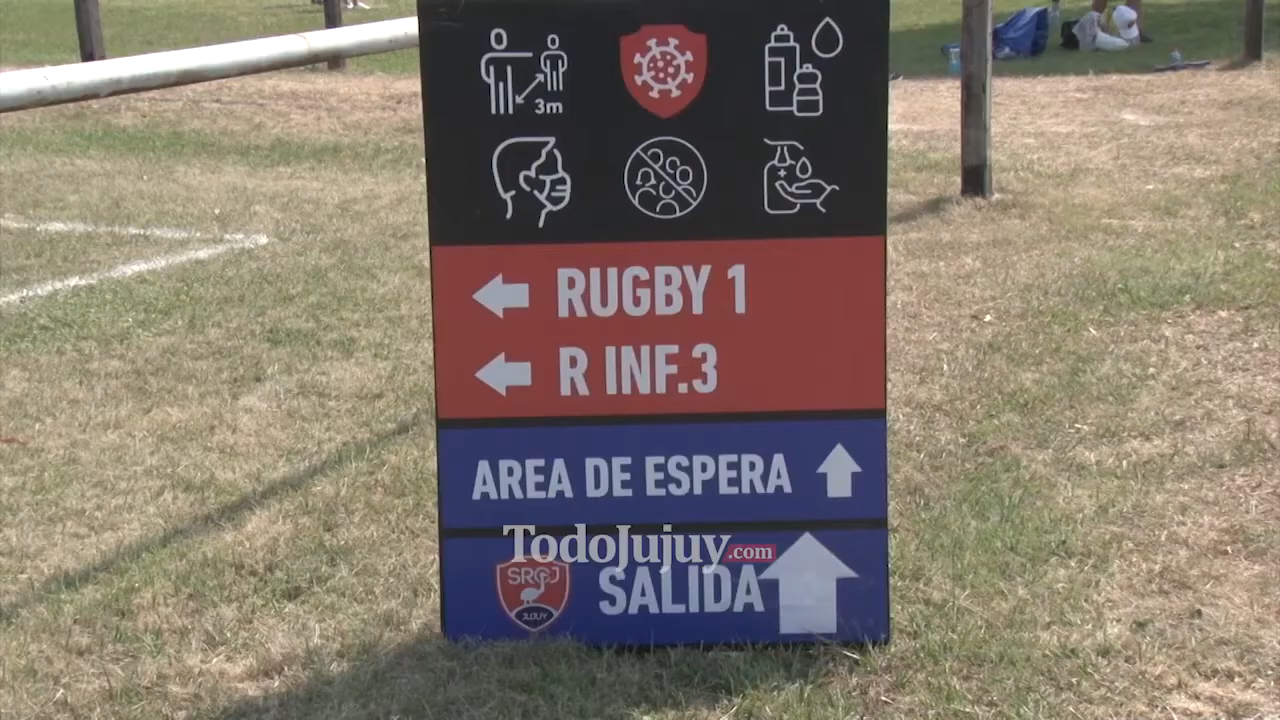 3m
RUGBY 1
R INF.3
AREA DE ESPERA
TodoJujuy.com
SALIDA
SRCJ
JUJUY